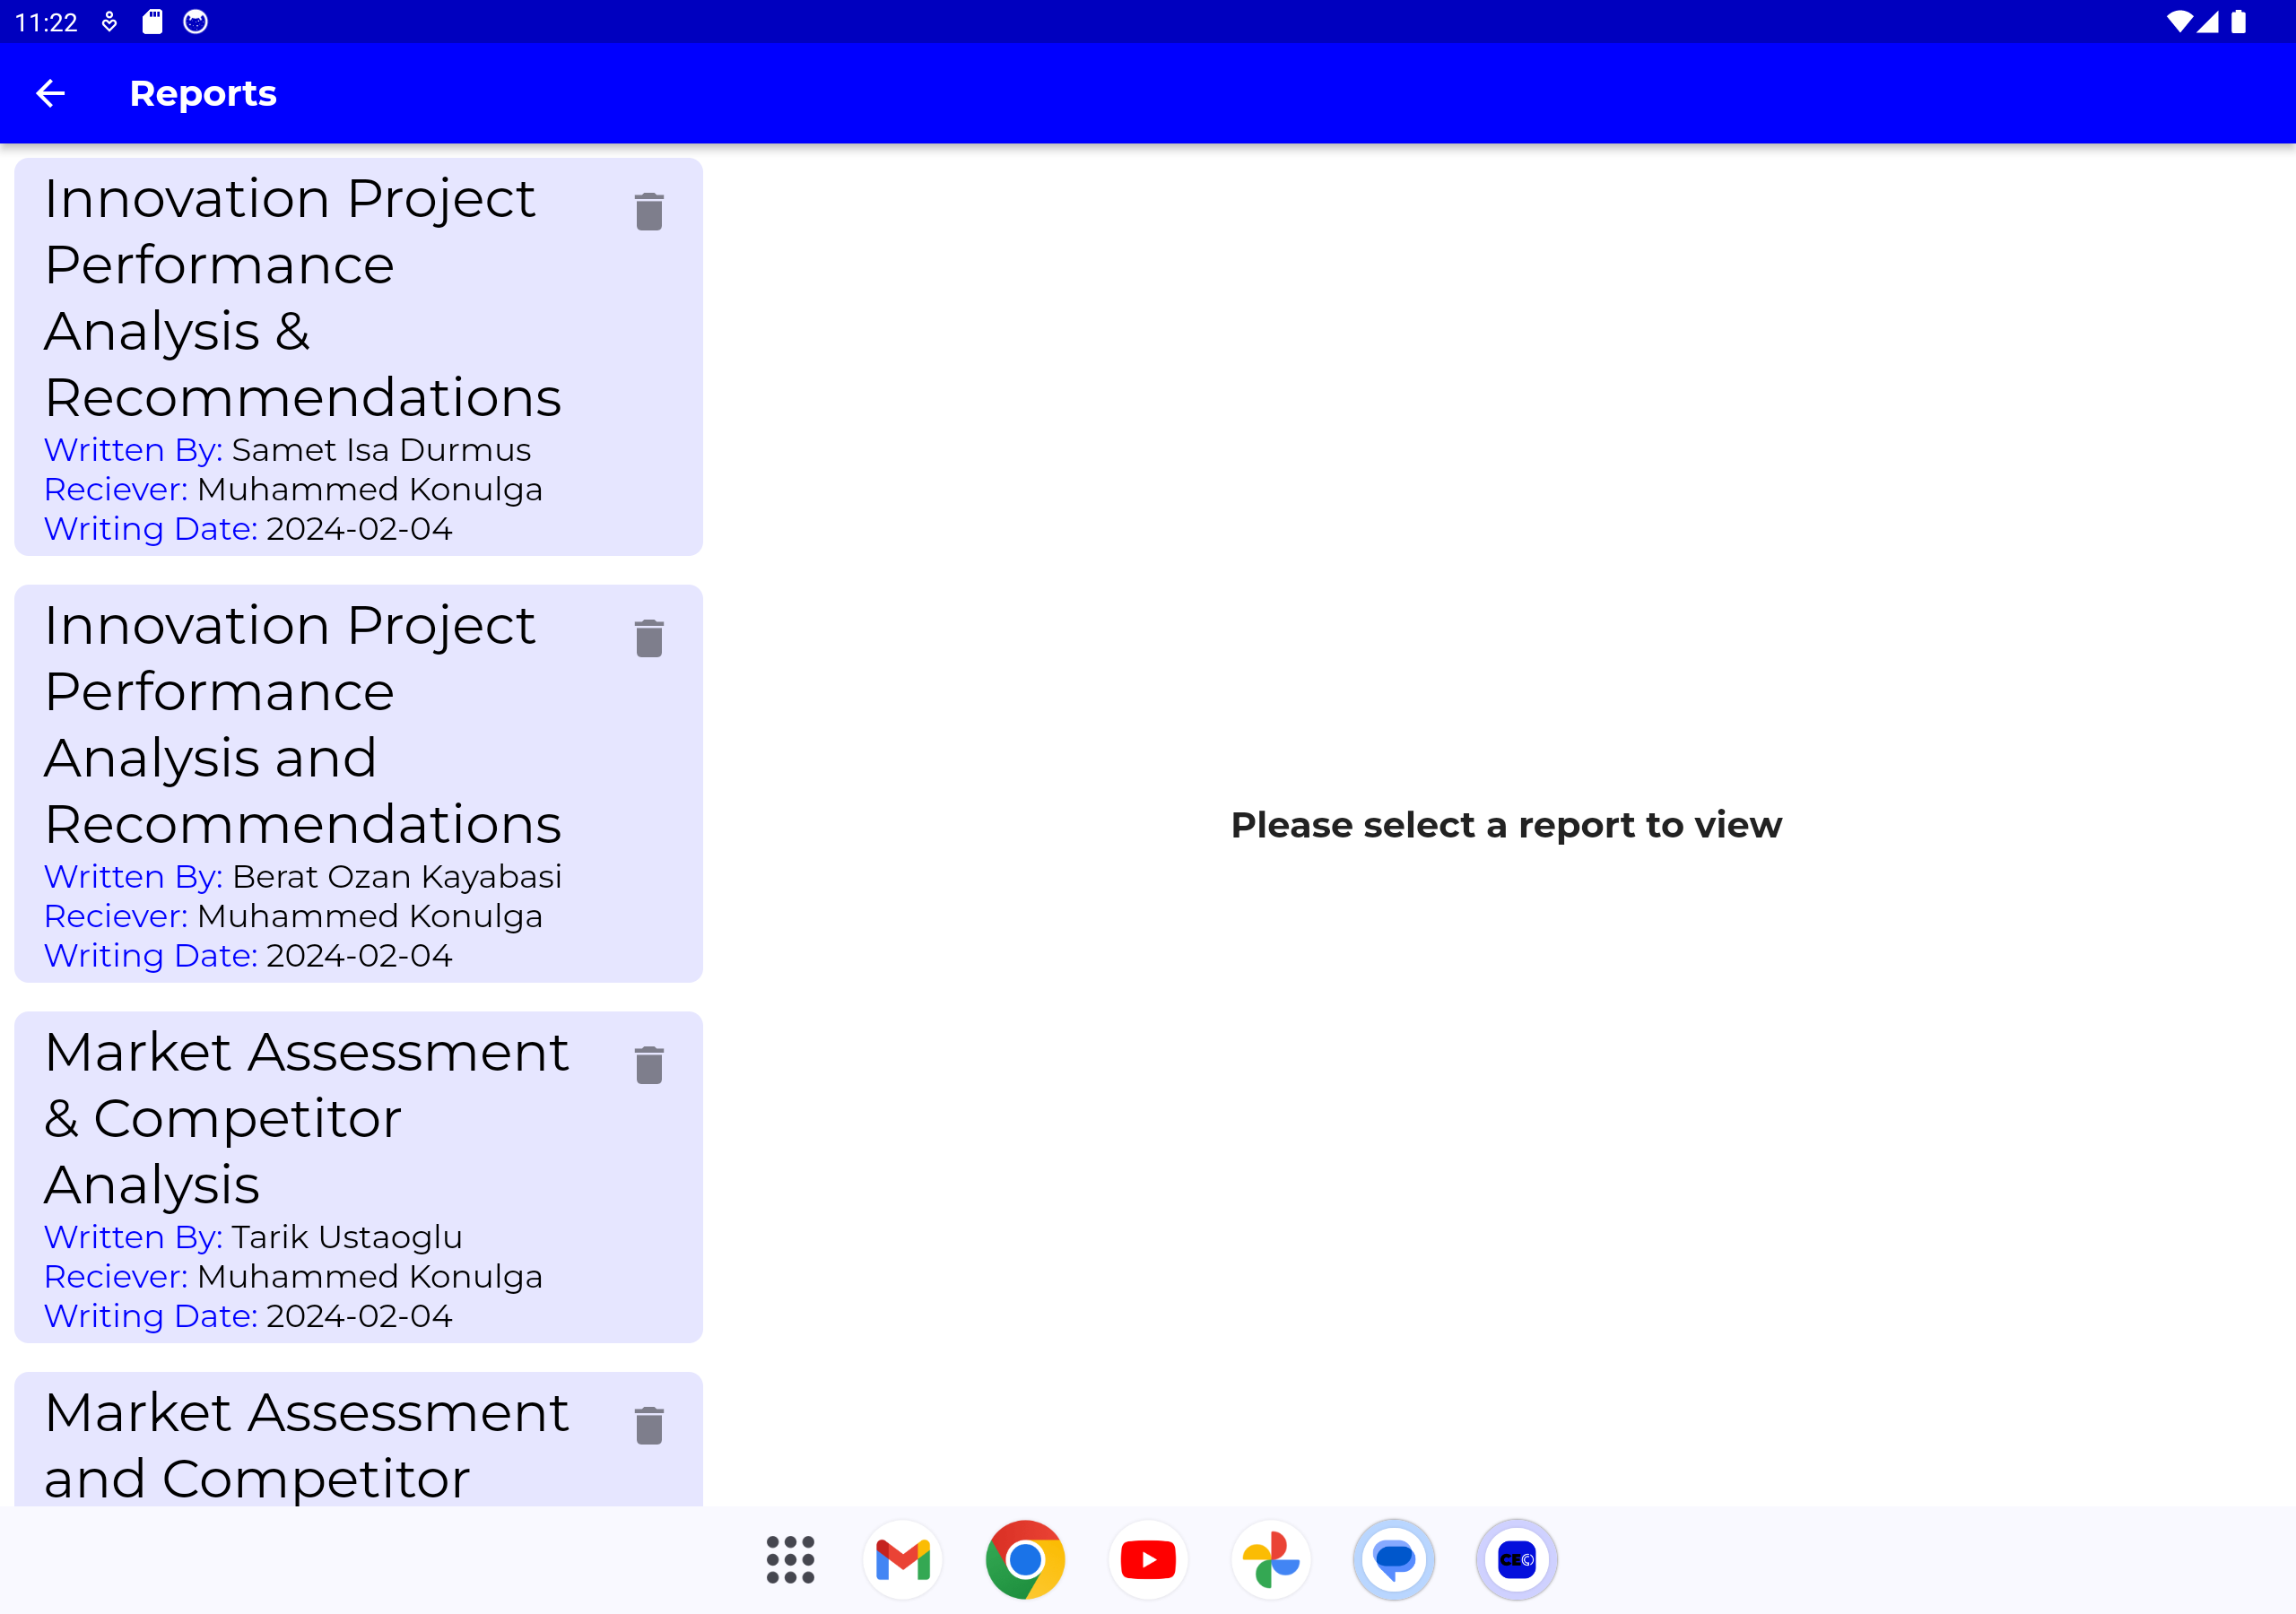 11:22
Reports
Innovation Project
Performance
Analysis &
Recommendations
Written By: Samet Isa Durmus
Reciever: Muhammed Konulga
Writing Date: 2024-02-04
Innovation Project
Performance
Analysis and
Recommendations
Written By: Berat Ozan Kayabasi
Reciever: Muhammed Konulga
Writing Date: 2024-02-04
Market Assessment
& Competitor
Analysis
Written By: Tarik Ustaoglu
Reciever: Muhammed Konulga
Writing Date: 2024-02-04
Market Assessment
and Competitor
Please select a report to view
CEO